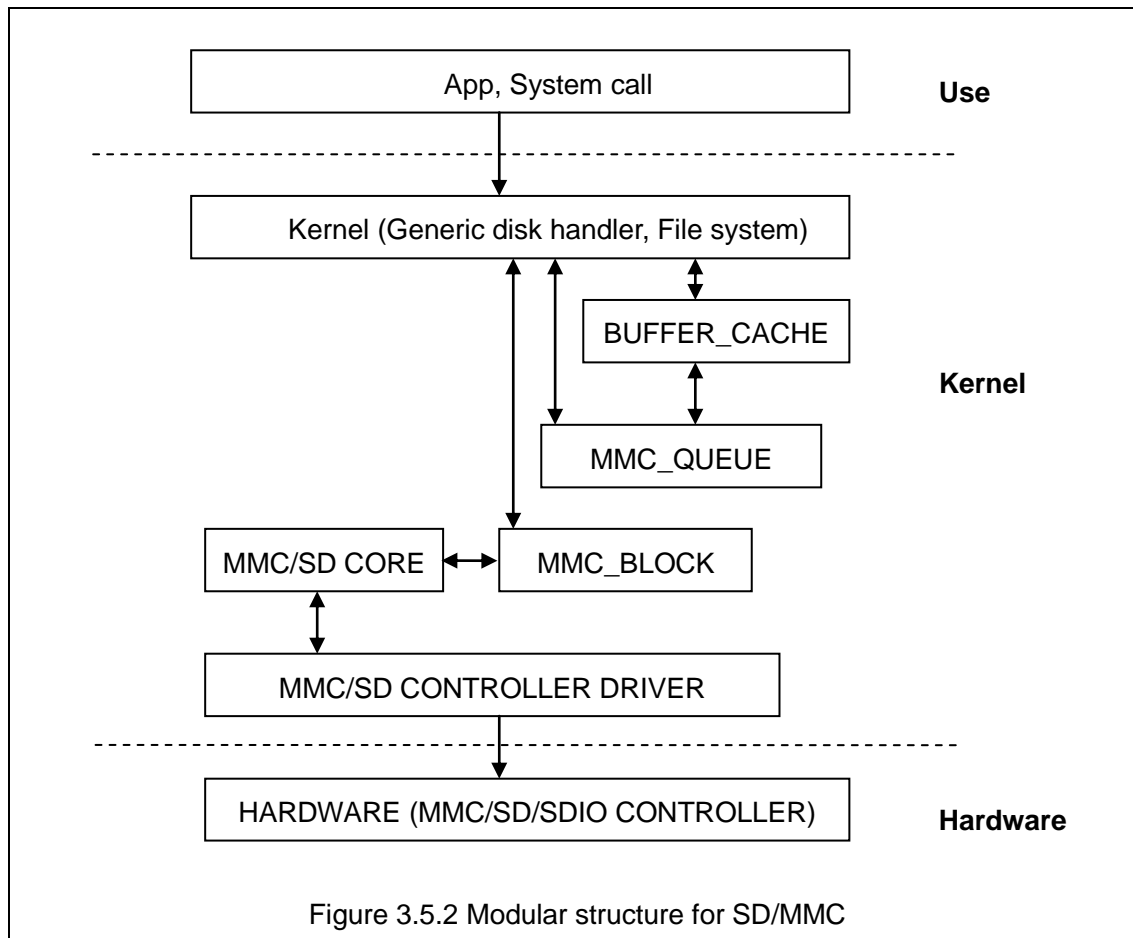 App, System call
Use
Kernel (Generic disk handler, File system)
BUFFER_CACHE
Kernel
MMC_QUEUE
MMC/SD CORE
MMC_BLOCK
MMC/SD CONTROLLER DRIVER
HARDWARE (MMC/SD/SDIO CONTROLLER)
Hardware
Figure 3.5.2 Modular structure for SD/MMC